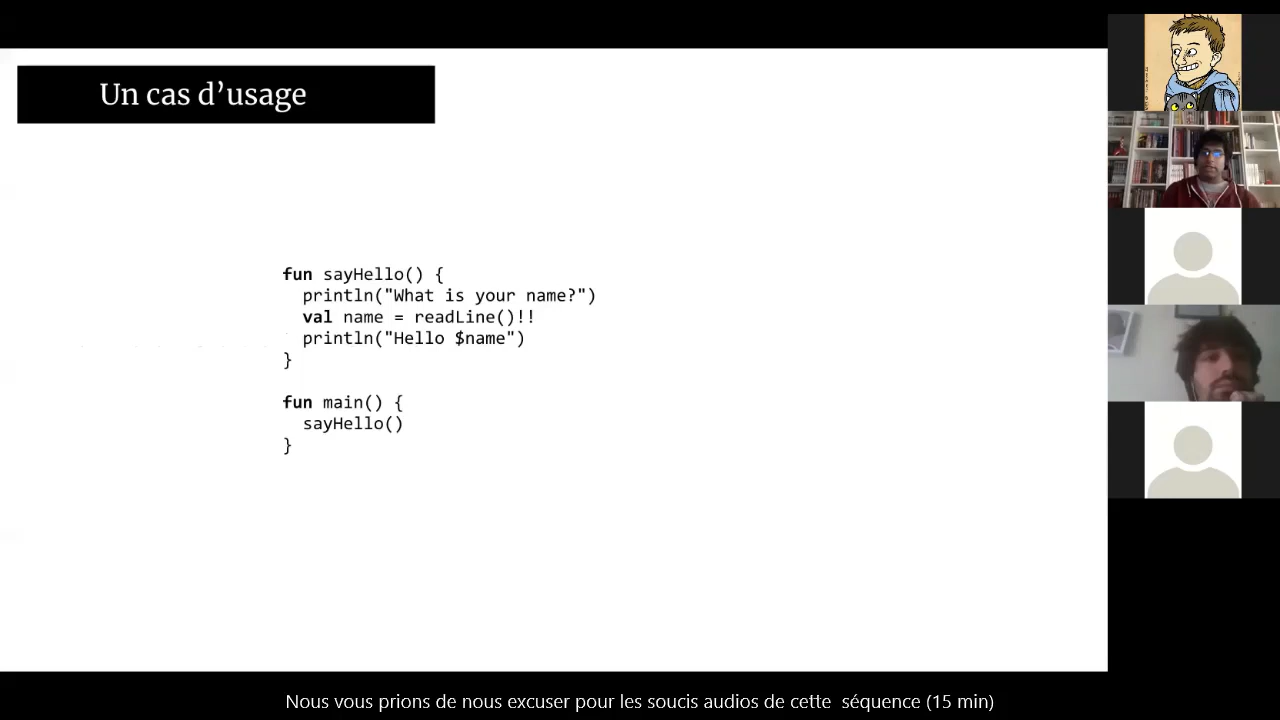 Un cas d’usage
fun sayHello() {
println("What is your name?")
val name = readLine()!!
println("Hello $name")
}
fun main() {
sayHello()
}
Nous vous prions de nous excuser pour les soucis audios de cette séquence (15 min)